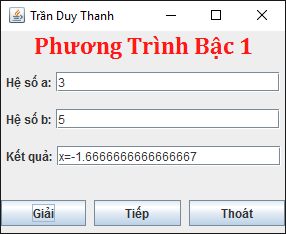 Trần Duy Thanh
Phương Trình Bậc 1
Hệ số a: 3
Hệ số b: 5
Kết quả: x=-1.6666666666666667
Giải Tiếp Thoát